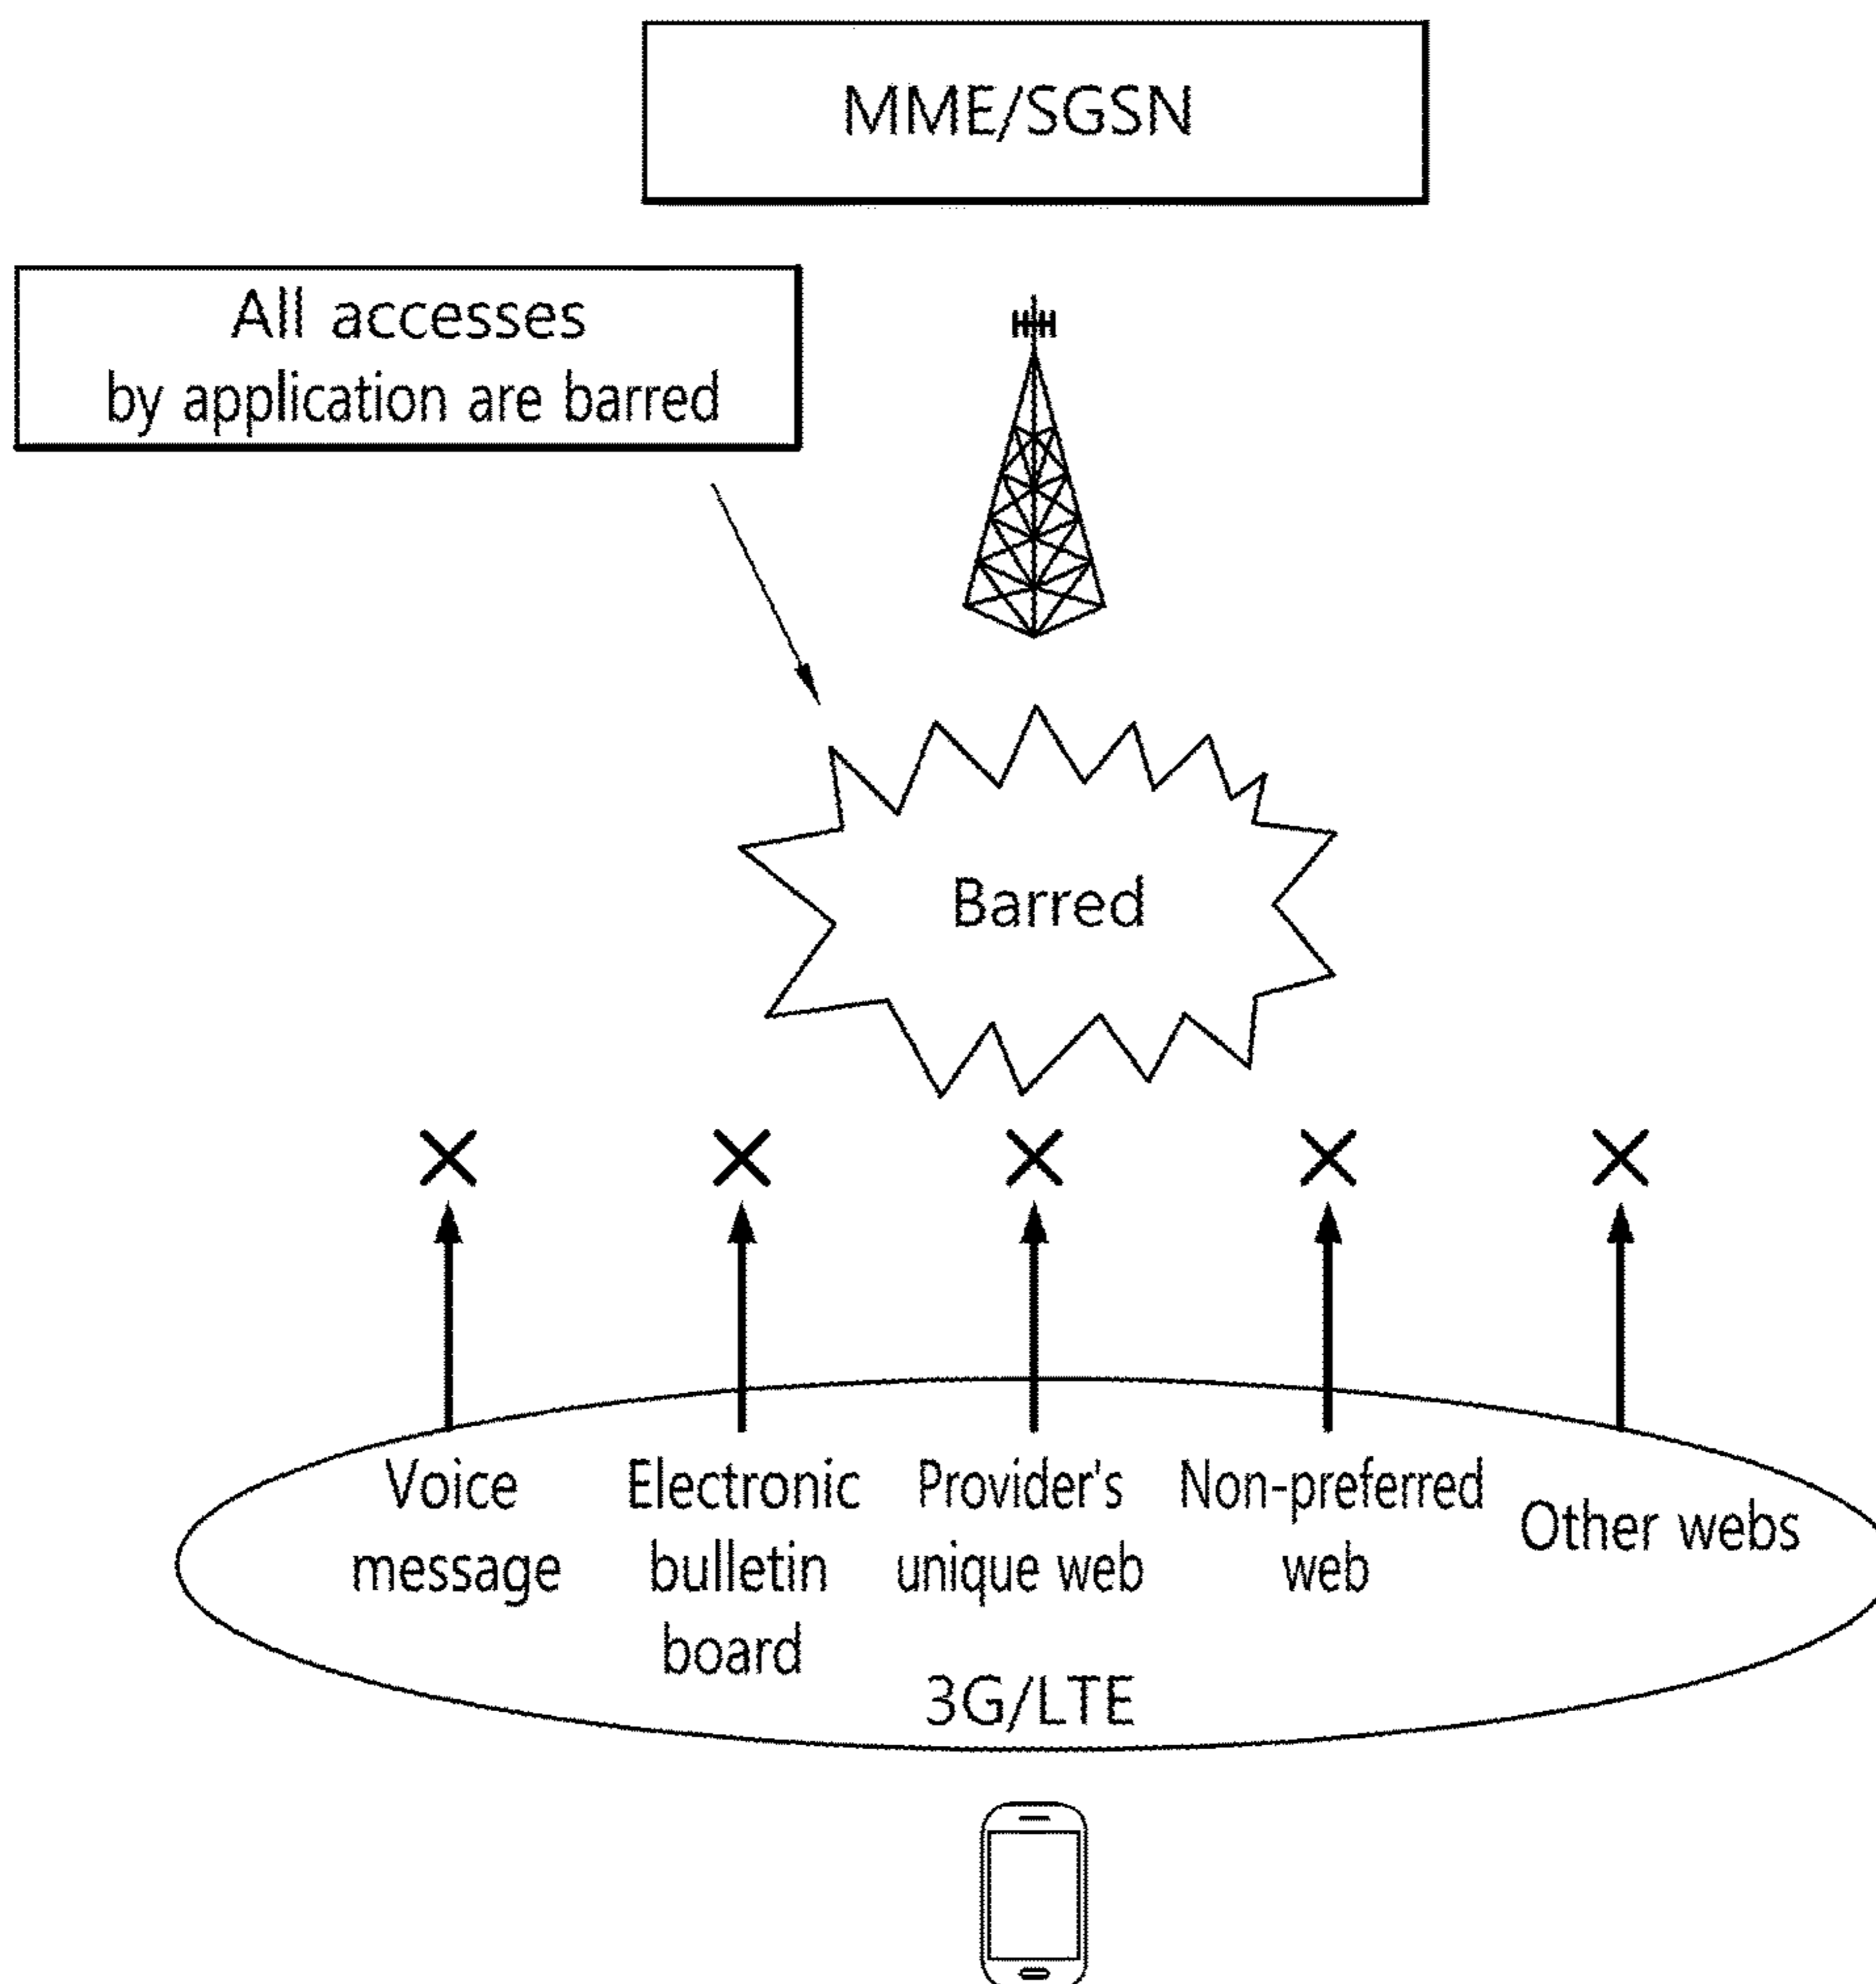 MME/SGSN
All accesses
by application are barred
Barred
Voice
message
Electronic
bulletin
board
Provider's
unique web
Non-preferred
web
Other webs
3G/LTE